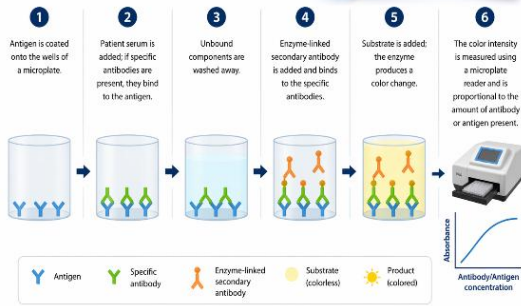 1
Antigen is coated
onto the wells of
a microplate.
2
Patient serum is
added; if specific
antibodies are
present, they bind
to the antigen.
3
Unbound
components are
washed away.
4
Enzyme-linked
secondary antibody
is added and binds
to the specific
antibodies.
5
Substrate is added;
the enzyme
produces a
color change.
6
The color intensity
is measured using
a microplate
reader and is
proportional to the
amount of antibody
or antigen present.
Absorbance
Antibody/Antigen
concentration
Antigen
Specific
antibody
Enzyme-linked
secondary
antibody
Substrate
(colorless)
Product
(colored)